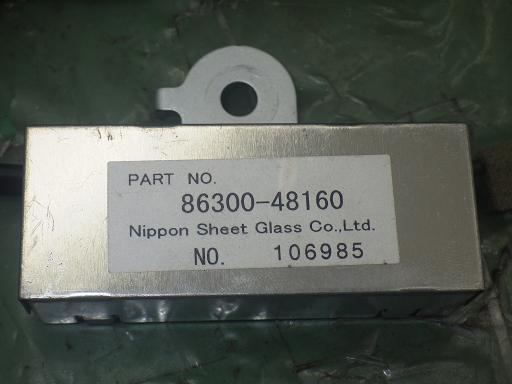 PART NO.
86300-48160
Nippon Sheet Glass Co.,Ltd.
NO. 106985